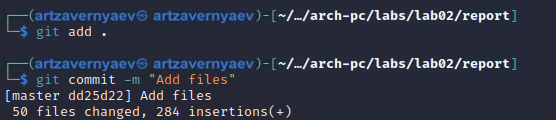 ┌──(artzavernyaev㉿ artzavernyaev)-[~/…/arch-pc/labs/lab02/report]
└─$ git add .
┌──(artzavernyaev㉿ artzavernyaev)-[~/…/arch-pc/labs/lab02/report]
└─$ git commit -m "Add files"
[master dd25d22] Add files
 50 files changed, 284 insertions(+)